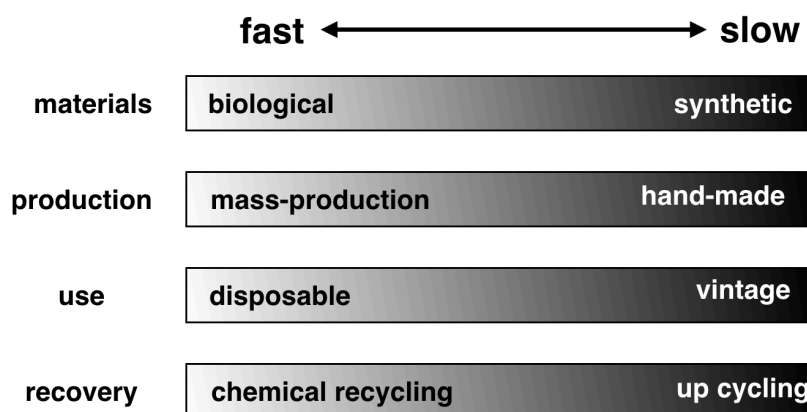 fast slow
materials biological synthetic
production mass-production hand-made
use disposable vintage
recovery chemical recycling up cycling